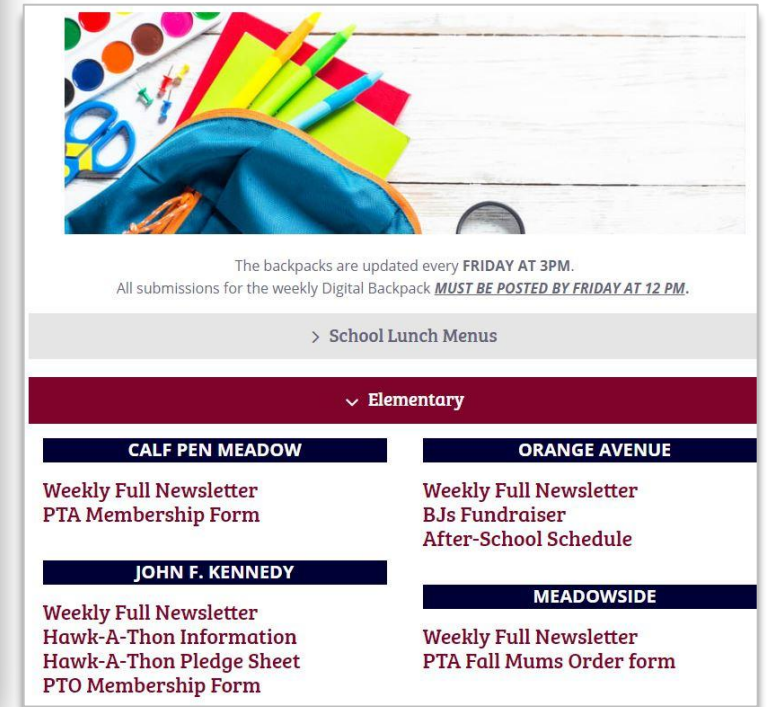 The backpacks are updated every FRIDAY AT 3PM.
All submissions for the weekly Digital Backpack MUST BE POSTED BY FRIDAY AT 12 PM.
School Lunch Menus
Elementary
CALF PEN MEADOW
Weekly Full Newsletter
PTA Membership Form
JOHN F. KENNEDY
Weekly Full Newsletter
Hawk-A-Thon Information
Hawk-A-Thon Pledge Sheet
PTO Membership Form
ORANGE AVENUE
Weekly Full Newsletter
BJs Fundraiser
After-School Schedule
MEADOWSIDE
Weekly Full Newsletter
PTA Fall Mums Order form